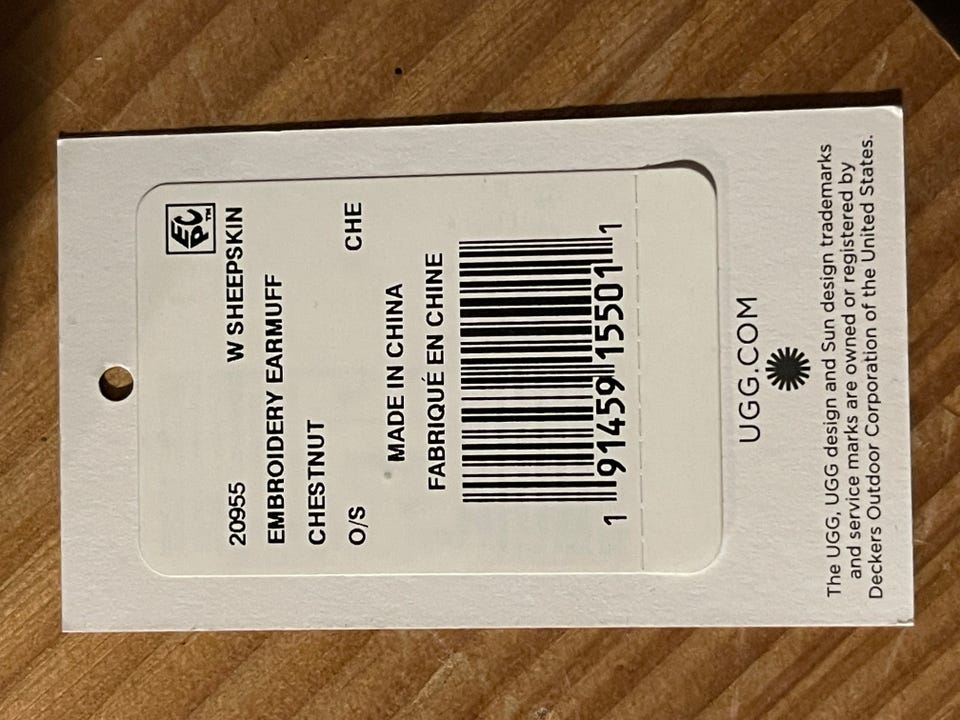 EPC™
20955 W SHEEPSKIN
EMBROIDERY EARMUFF
CHESTNUT
O/S CHE
MADE IN CHINA
FABRIQUÉ EN CHINE
1 91459 15501 1
UGG.COM
The UGG, UGG design and Sun design trademarks
and service marks are owned or registered by
Deckers Outdoor Corporation of the United States.